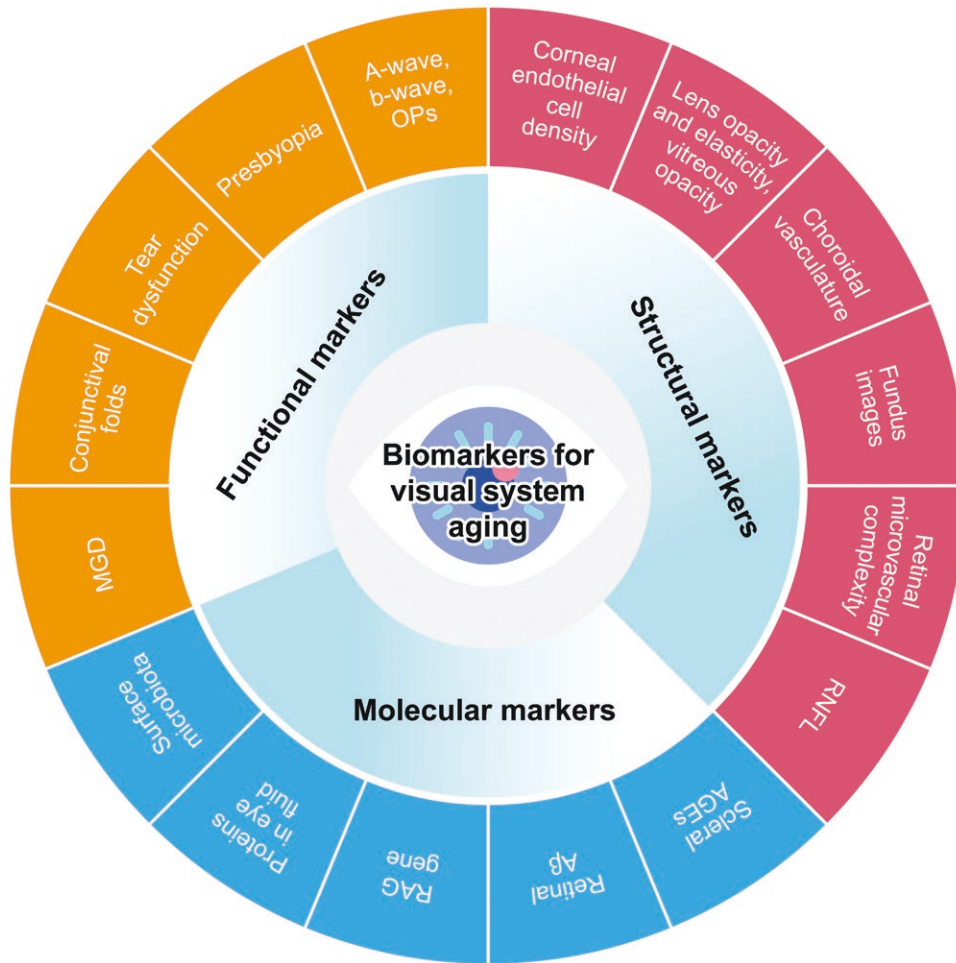 Biomarkers for
visual system
aging
Functional markers
Structural markers
Molecular markers
A-wave,
b-wave,
OPs
Presbyopia
Tear
dysfunction
Conjunctival
folds
MGD
Corneal
endothelial
cell
density
Lens opacity
and elasticity,
vitreous
opacity
Choroidal
vasculature
Fundus
images
Retinal
microvascular
complexity
RNFL
Scleral
AGEs
Retinal
Aβ
RAG
gene
Proteins
in eye
fluid
Surface
microbiota